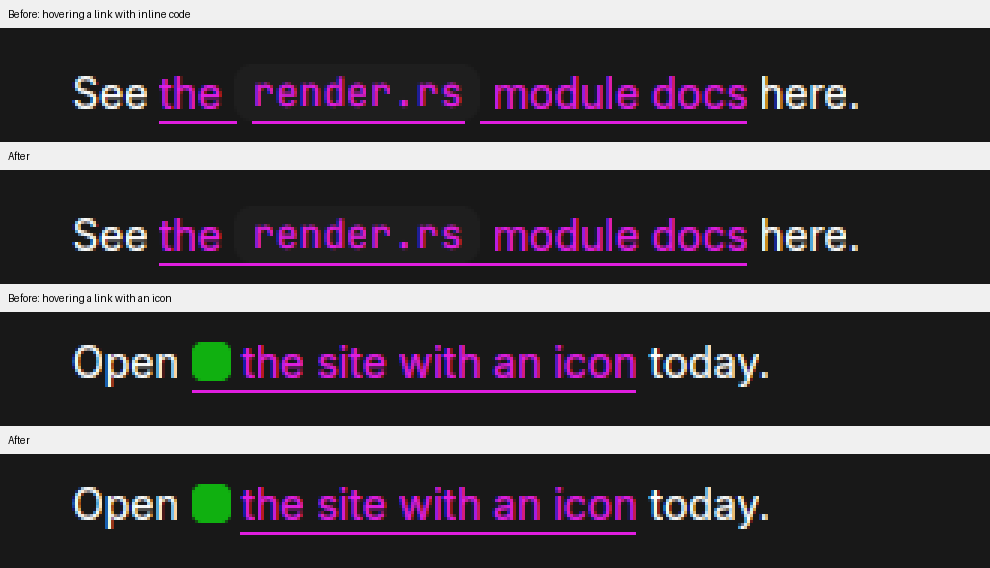 Before: hovering a link with inline code
See the render.rs module docs here.
After
See the render.rs module docs here.
Before: hovering a link with an icon
Open the site with an icon today.
After
Open the site with an icon today.